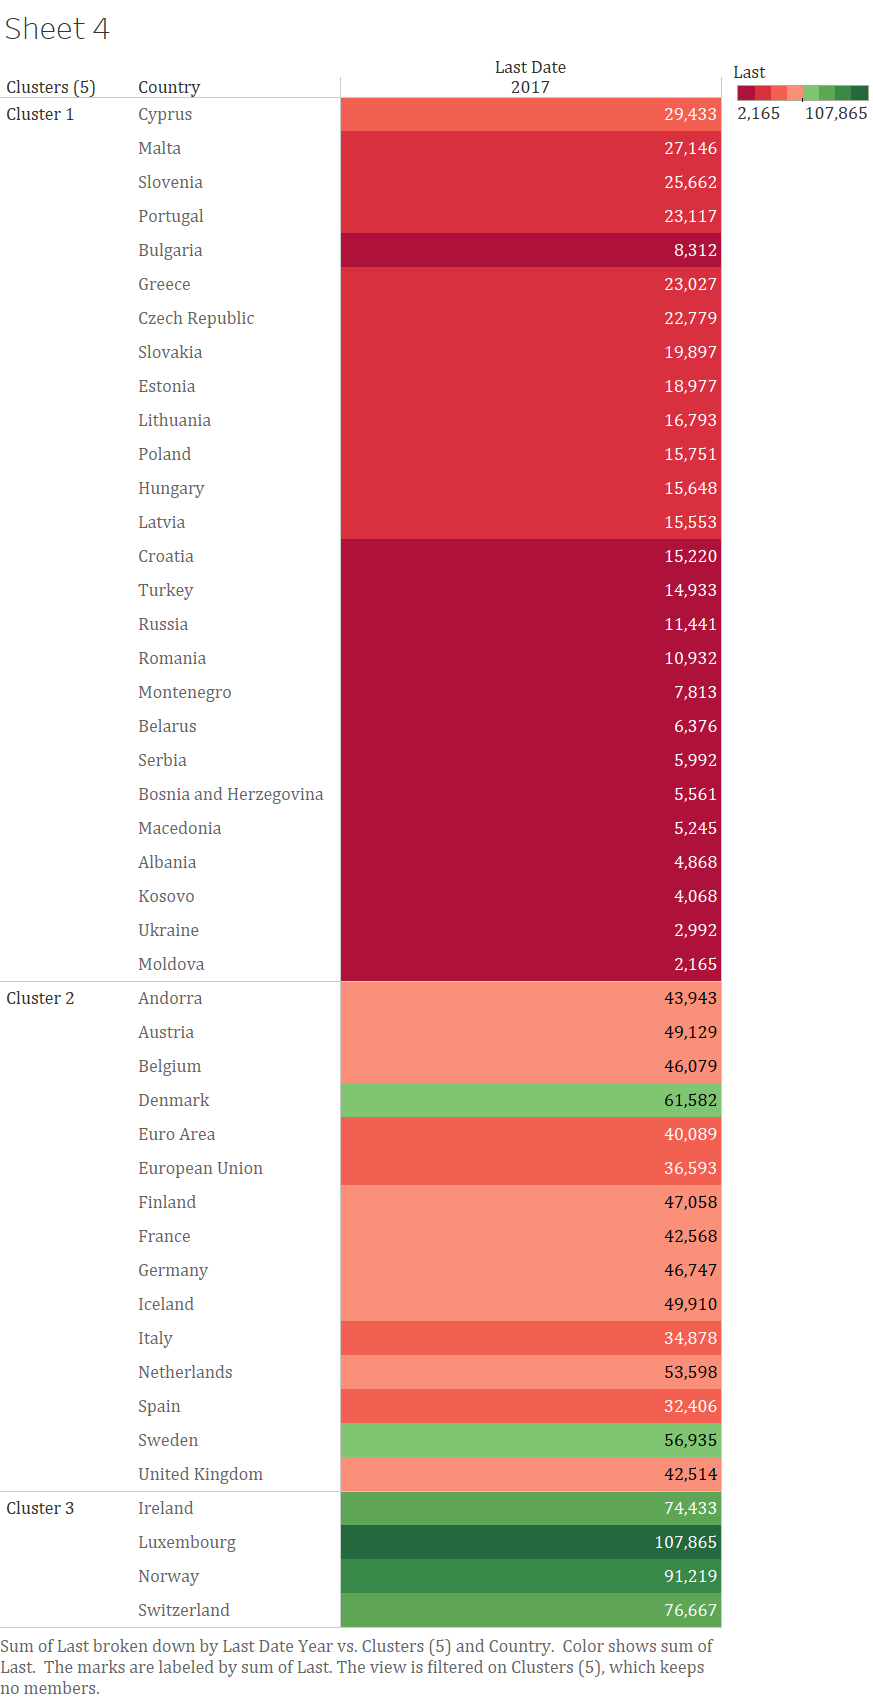 Sheet 4
Last Date
Clusters (5) Country 2017
Last
2,165 107,865
Cluster 1 Cyprus 29,433
Malta 27,146
Slovenia 25,662
Portugal 23,117
Bulgaria 8,312
Greece 23,027
Czech Republic 22,779
Slovakia 19,897
Estonia 18,977
Lithuania 16,793
Poland 15,751
Hungary 15,648
Latvia 15,553
Croatia 15,220
Turkey 14,933
Russia 11,441
Romania 10,932
Montenegro 7,813
Belarus 6,376
Serbia 5,992
Bosnia and Herzegovina 5,561
Macedonia 5,245
Albania 4,868
Kosovo 4,068
Ukraine 2,992
Moldova 2,165
Cluster 2 Andorra 43,943
Austria 49,129
Belgium 46,079
Denmark 61,582
Euro Area 40,089
European Union 36,593
Finland 47,058
France 42,568
Germany 46,747
Iceland 49,910
Italy 34,878
Netherlands 53,598
Spain 32,406
Sweden 56,935
United Kingdom 42,514
Cluster 3 Ireland 74,433
Luxembourg 107,865
Norway 91,219
Switzerland 76,667
Sum of Last broken down by Last Date Year vs. Clusters (5) and Country.  Color shows sum of
Last.  The marks are labeled by sum of Last. The view is filtered on Clusters (5), which keeps
no members.